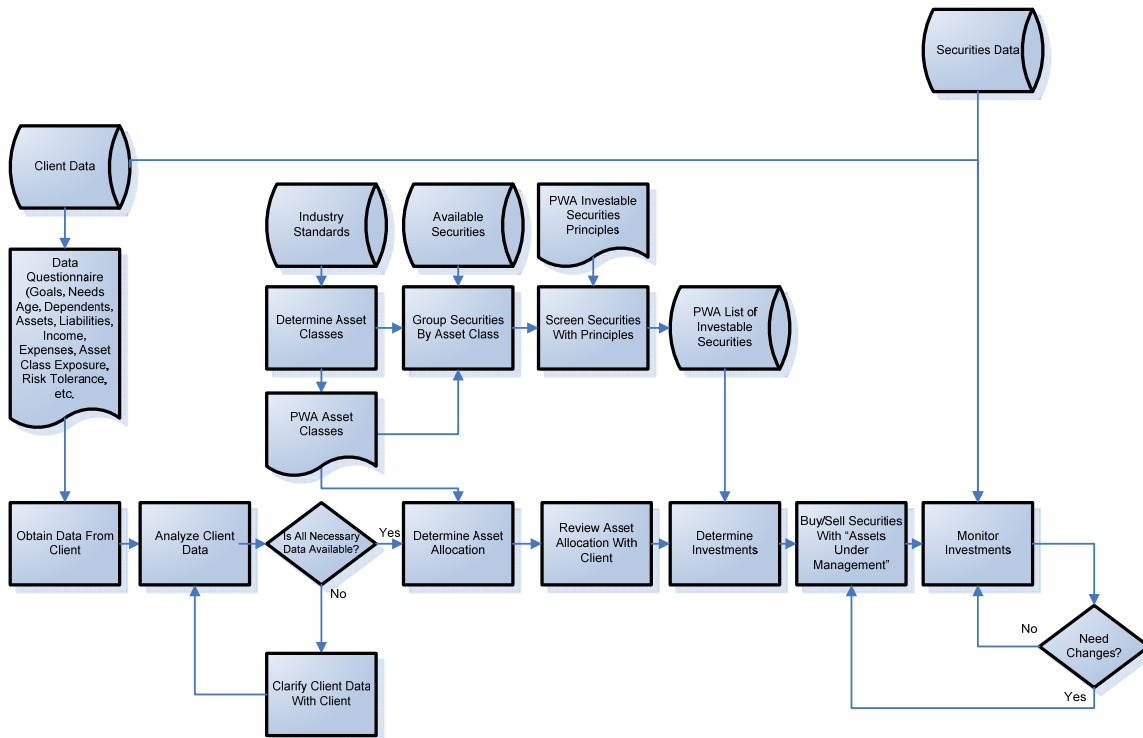 Securities Data
Client Data
Industry
Standards
Available
Securities
PWA Investable
Securities
Principles
Data
Questionnaire
(Goals, Needs
Age, Dependents,
Assets, Liabilities,
Income,
Expenses, Asset
Class Exposure,
Risk Tolerance,
etc.
Determine Asset
Classes
Group Securities
By Asset Class
Screen Securities
With Principles
PWA List of
Investable
Securities
PWA Asset
Classes
Obtain Data From
Client
Analyze Client
Data
Is All Necessary
Data Available?
Yes
No
Determine Asset
Allocation
Review Asset
Allocation With
Client
Determine
Investments
Buy/Sell Securities
With “Assets
Under
Management”
Monitor
Investments
Clarify Client Data
With Client
No
Need
Changes?
Yes